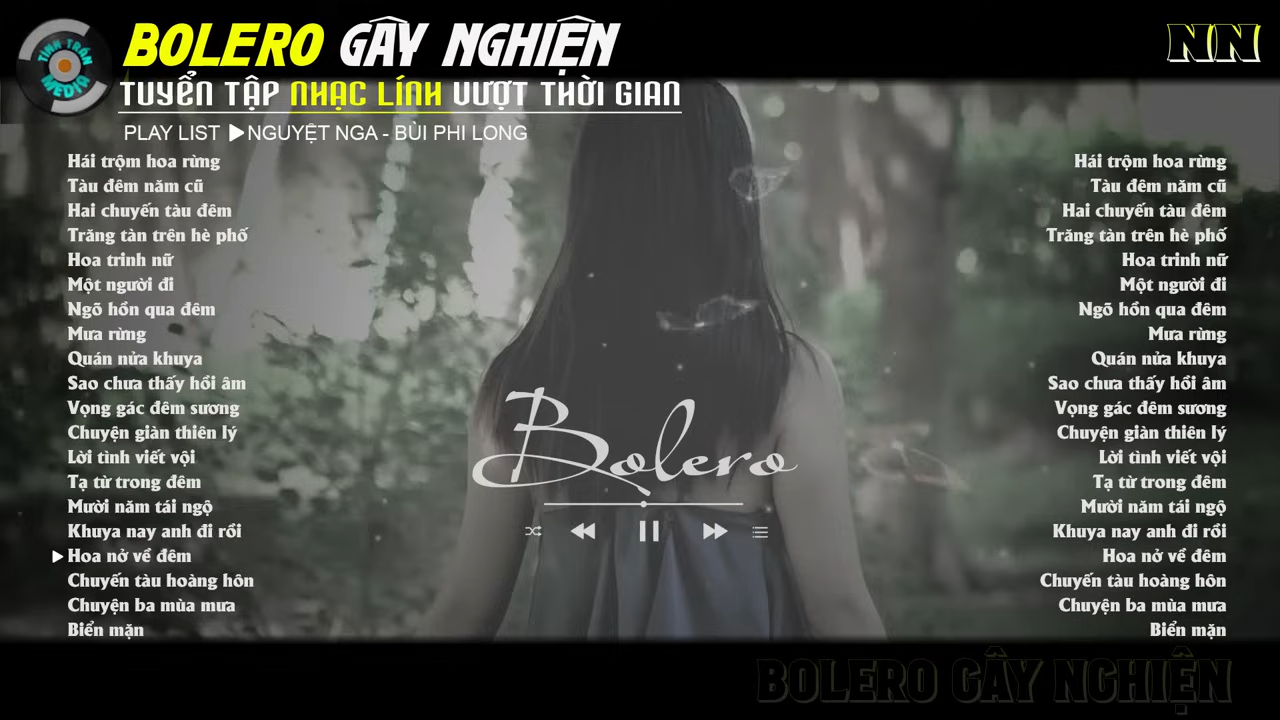 TÌNH TRẦN
MEDIA
BOLERO GÂY NGHIỆN
NN
TUYỂN TẬP NHẠC LÍNH VƯỢT THỜI GIAN
PLAY LIST ▶NGUYỆT NGA - BÙI PHI LONG
Hái trộm hoa rừng
Tàu đêm năm cũ
Hai chuyến tàu đêm
Trăng tàn trên hè phố
Hoa trinh nữ
Một người đi
Ngõ hồn qua đêm
Mưa rừng
Quán nửa khuya
Sao chưa thấy hồi âm
Vọng gác đêm sương
Chuyện giàn thiên lý
Lời tình viết vội
Tạ từ trong đêm
Mười năm tái ngộ
Khuya nay anh đi rồi
Hoa nở về đêm
Chuyến tàu hoàng hôn
Chuyện ba mùa mưa
Biển mặn
Bolero
Hái trộm hoa rừng
Tàu đêm năm cũ
Hai chuyến tàu đêm
Trăng tàn trên hè phố
Hoa trinh nữ
Một người đi
Ngõ hồn qua đêm
Mưa rừng
Quán nửa khuya
Sao chưa thấy hồi âm
Vọng gác đêm sương
Chuyện giàn thiên lý
Lời tình viết vội
Tạ từ trong đêm
Mười năm tái ngộ
Khuya nay anh đi rồi
Hoa nở về đêm
Chuyến tàu hoàng hôn
Chuyện ba mùa mưa
Biển mặn
BOLERO GÂY NGHIỆN